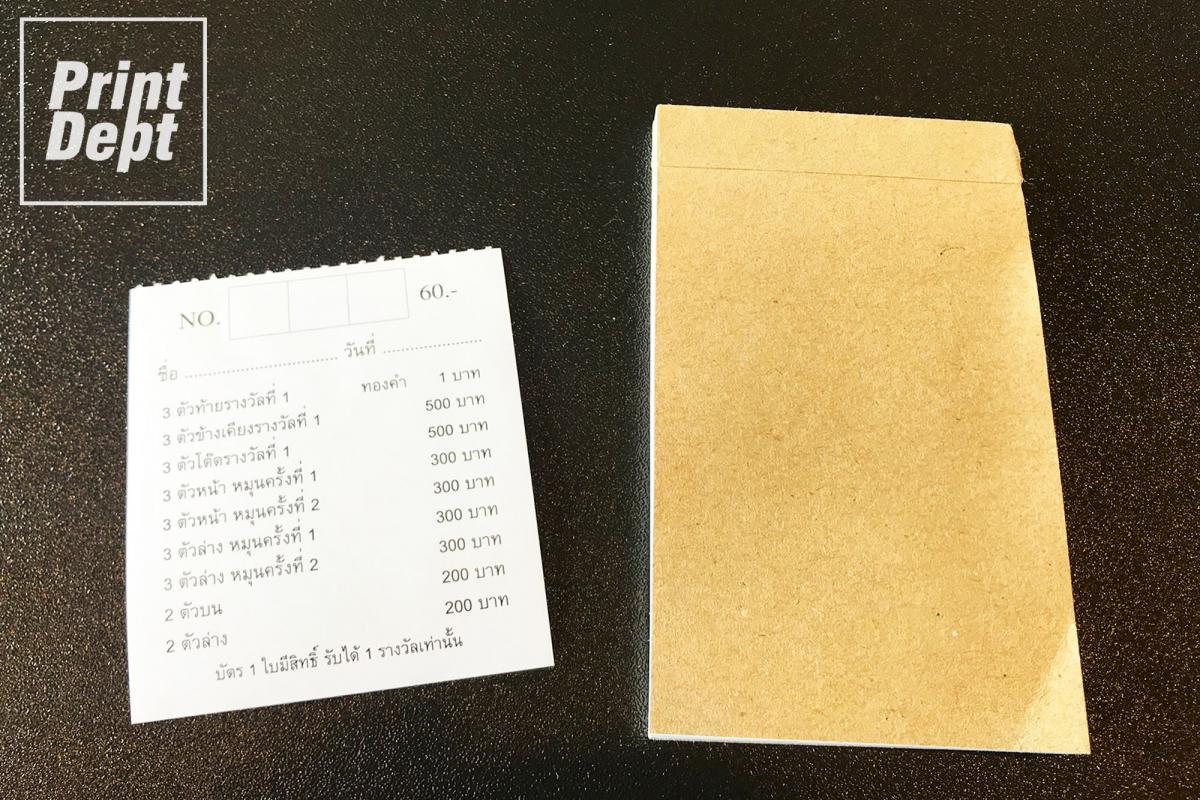 Print
Dept
NO. 60.-
ชื่อ ........................................ วันที่ ..........................
3 ตัวท้ายรางวัลที่ 1 ทองคำ 1 บาท
3 ตัวข้างเคียงรางวัลที่ 1 500 บาท
3 ตัวโต๊ดรางวัลที่ 1 500 บาท
3 ตัวหน้า หมุนครั้งที่ 1 300 บาท
3 ตัวหน้า หมุนครั้งที่ 2 300 บาท
3 ตัวล่าง หมุนครั้งที่ 1 300 บาท
3 ตัวล่าง หมุนครั้งที่ 2 300 บาท
2 ตัวบน 200 บาท
2 ตัวล่าง 200 บาท
บัตร 1 ใบมีสิทธิ์ รับได้ 1 รางวัลเท่านั้น